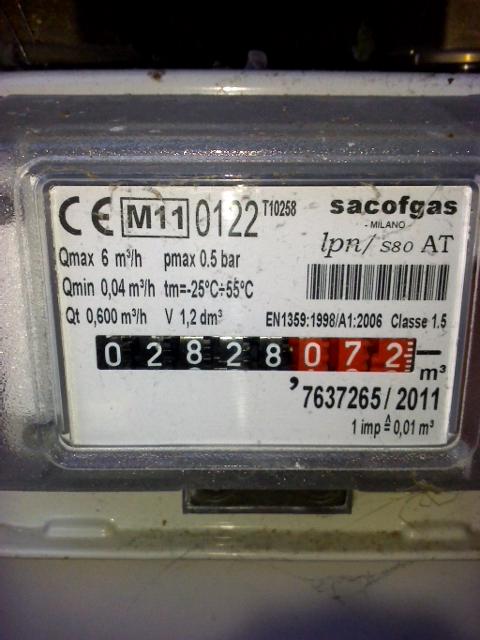 CE M11 0122 T10258
sacofgas
- MILANO
lpn/ S80 AT
Qmax 6 m³/h pmax 0.5 bar
Qmin 0,04 m³/h tm=-25°C÷55°C
Qt 0,600 m³/h V 1,2 dm³
EN1359:1998/A1:2006 Classe 1.5
02828072
m³
7637265/2011
1 imp ≙ 0,01 m³